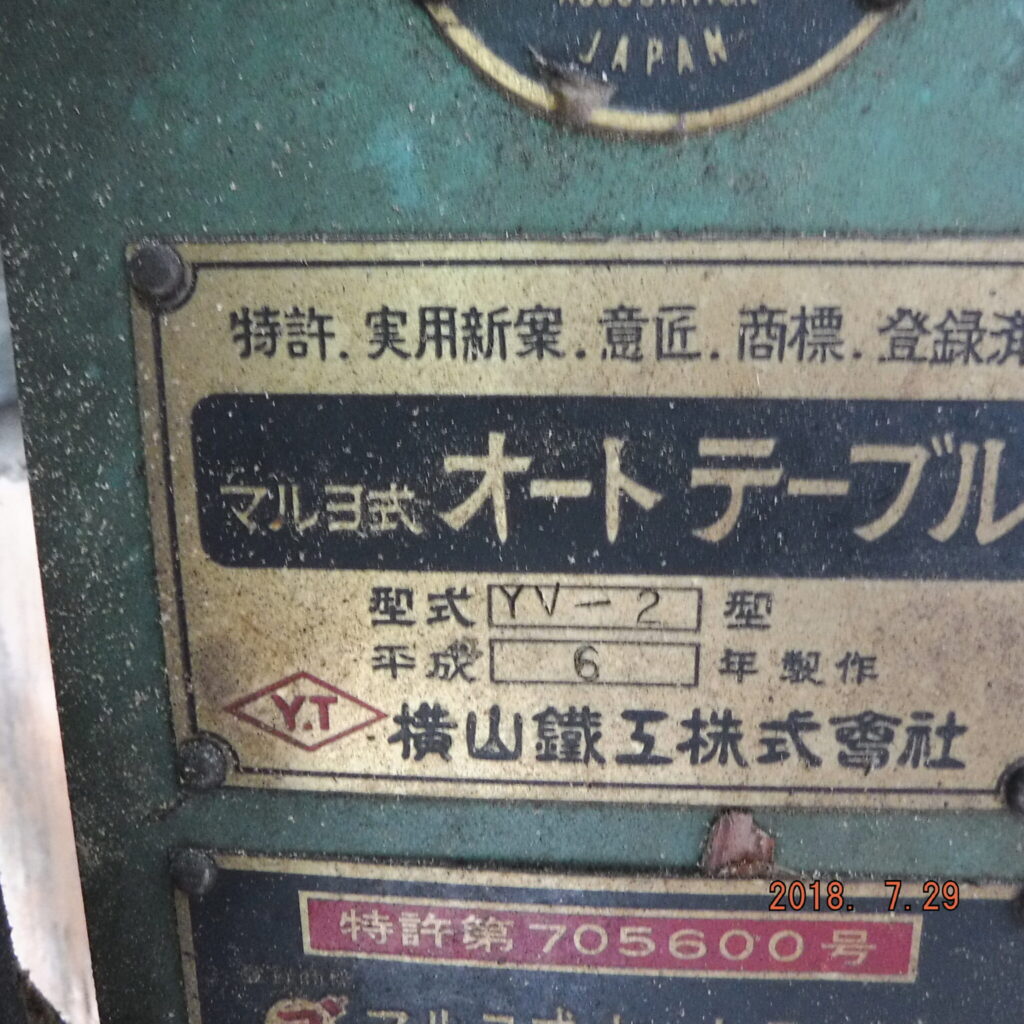 JAPAN
特許.実用新案.意匠.商標.登録済
マルヨ式 オートテーブル
型式 YV-2 型
平成 6 年製作
Y.T 横山鐵工株式會社
2018. 7.29
特許第705600号